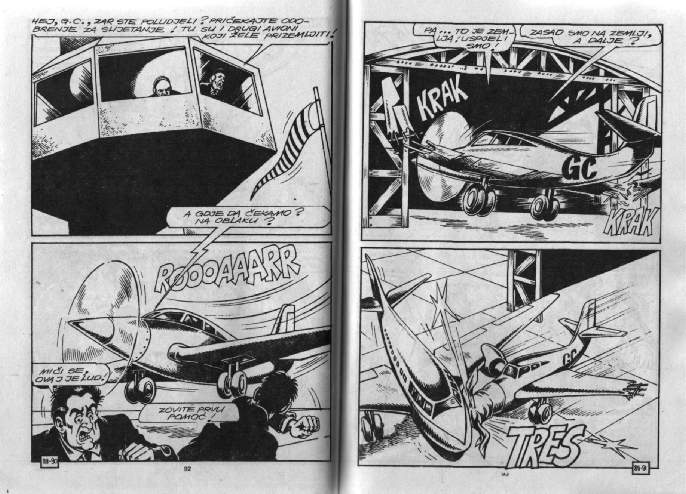 HEJ, G.C., ZAR STE POLUDJELI? PRIČEKAJTE ODO-
BRENJE ZA SLIJETANJE! TU SU I DRUGI AVIONI
KOJI ŽELE PRIZEMLJITI!
A GDJE DA ČEKAMO?
NA OBLAKU?
ROOOAAARR
MIČI SE,
OVAJ JE LUD!
ZOVITE PRVU
POMOĆ!
92
PA... TO JE ZEM-
LJA! USPJELI
SMO!
ZASAD SMO NA ZEMLJI,
A DALJE?
KRAK
GC
KRAK
GC
TRES